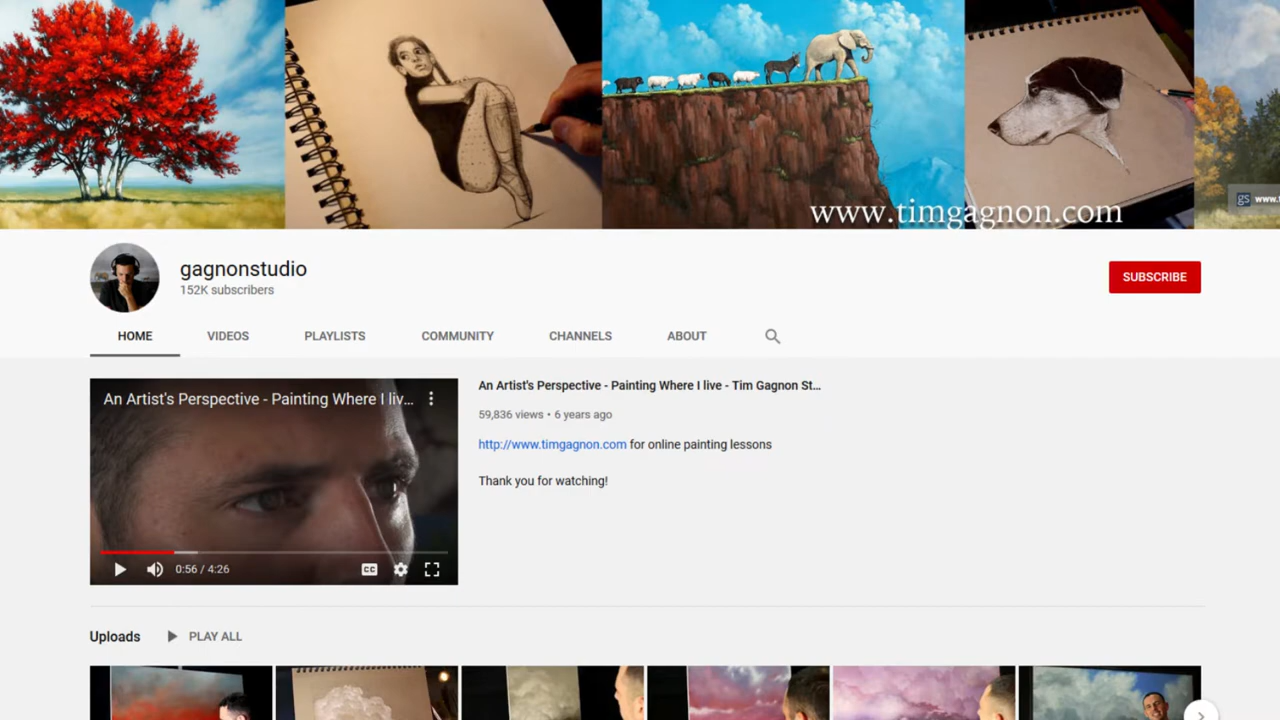 www.timgagnon.com
gs www.t
gagnonstudio
152K subscribers
SUBSCRIBE
HOME VIDEOS PLAYLISTS COMMUNITY CHANNELS ABOUT
An Artist's Perspective - Painting Where I liv...
An Artist's Perspective - Painting Where I live - Tim Gagnon St...
59,836 views • 6 years ago
http://www.timgagnon.com for online painting lessons
Thank you for watching!
0:56 / 4:26
CC
Uploads PLAY ALL